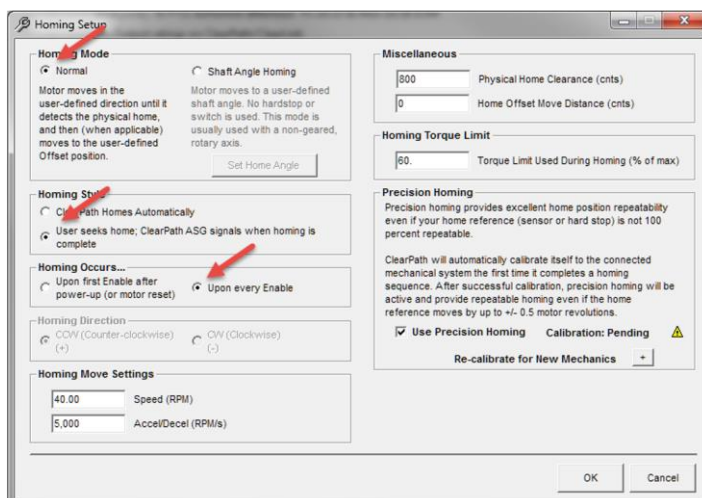 Homing Setup
Homing Mode
Normal
Motor moves in the
user-defined direction until it
detects the physical home,
and then (when applicable)
moves to the user-defined
Offset position.
Shaft Angle Homing
Motor moves to a user-defined
shaft angle. No hardstop or
switch is used. This mode is
usually used with a non-geared,
rotary axis.
Set Home Angle
Homing Style
ClearPath Homes Automatically
User seeks home; ClearPath ASG signals when homing is
complete
Homing Occurs...
Upon first Enable after
power-up (or motor reset)
Upon every Enable
Homing Direction
CCW (Counter-clockwise)
(+)
CW (Clockwise)
(-)
Homing Move Settings
40.00 Speed (RPM)
5,000 Accel/Decel (RPM/s)
Miscellaneous
800 Physical Home Clearance (cnts)
0 Home Offset Move Distance (cnts)
Homing Torque Limit
60. Torque Limit Used During Homing (% of max)
Precision Homing
Precision homing provides excellent home position repeatability
even if your home reference (sensor or hard stop) is not 100
percent repeatable.
ClearPath will automatically calibrate itself to the connected
mechanical system the first time it completes a homing
sequence. After successful calibration, precision homing will be
active and provide repeatable homing even if the home
reference moves by up to +/- 0.5 motor revolutions.
Use Precision Homing Calibration: Pending
Re-calibrate for New Mechanics +
OK Cancel